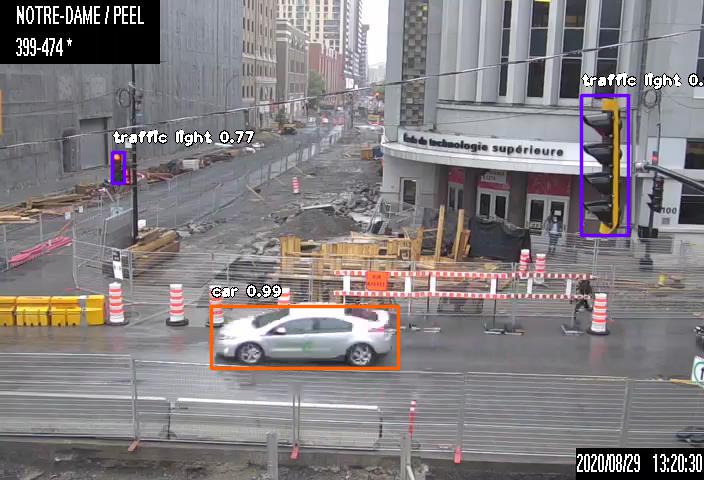 NOTRE-DAME / PEEL
399-474 *
traffic light 0.
traffic light 0.77
École de technologie supérieure
100
car 0.99
2020/08/29 13:20:30